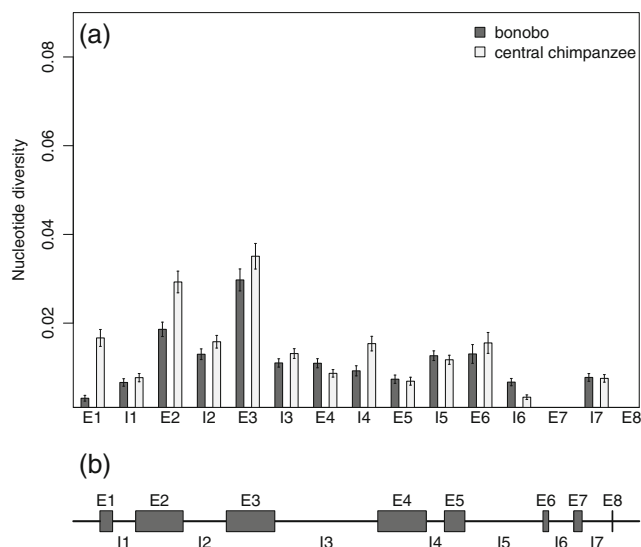 (a)
bonobo
central chimpanzee
Nucleotide diversity
0.08
0.06
0.04
0.02
E1 I1 E2 I2 E3 I3 E4 I4 E5 I5 E6 I6 E7 I7 E8
(b)
E1 E2 E3 E4 E5 E6 E7 E8
I1 I2 I3 I4 I5 I6 I7